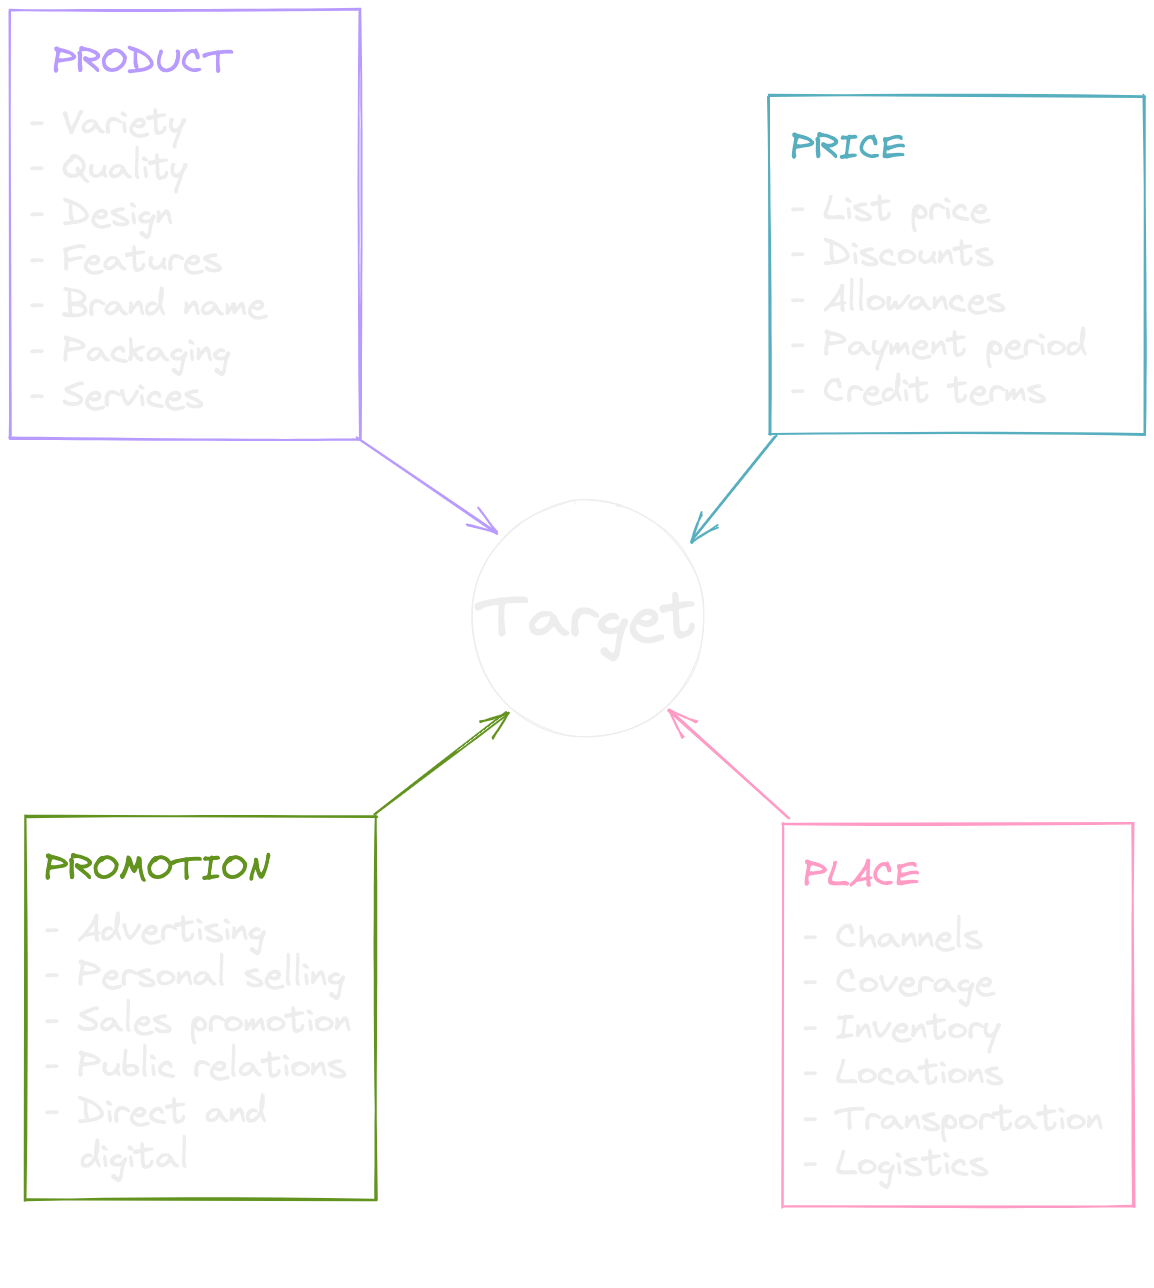 PRODUCT
- Variety
- Quality
- Design
- Features
- Brand name
- Packaging
- Services
PRICE
- List price
- Discounts
- Allowances
- Payment period
- Credit terms
Target
PROMOTION
- Advertising
- Personal selling
- Sales promotion
- Public relations
- Direct and
digital
PLACE
- Channels
- Coverage
- Inventory
- Locations
- Transportation
- Logistics